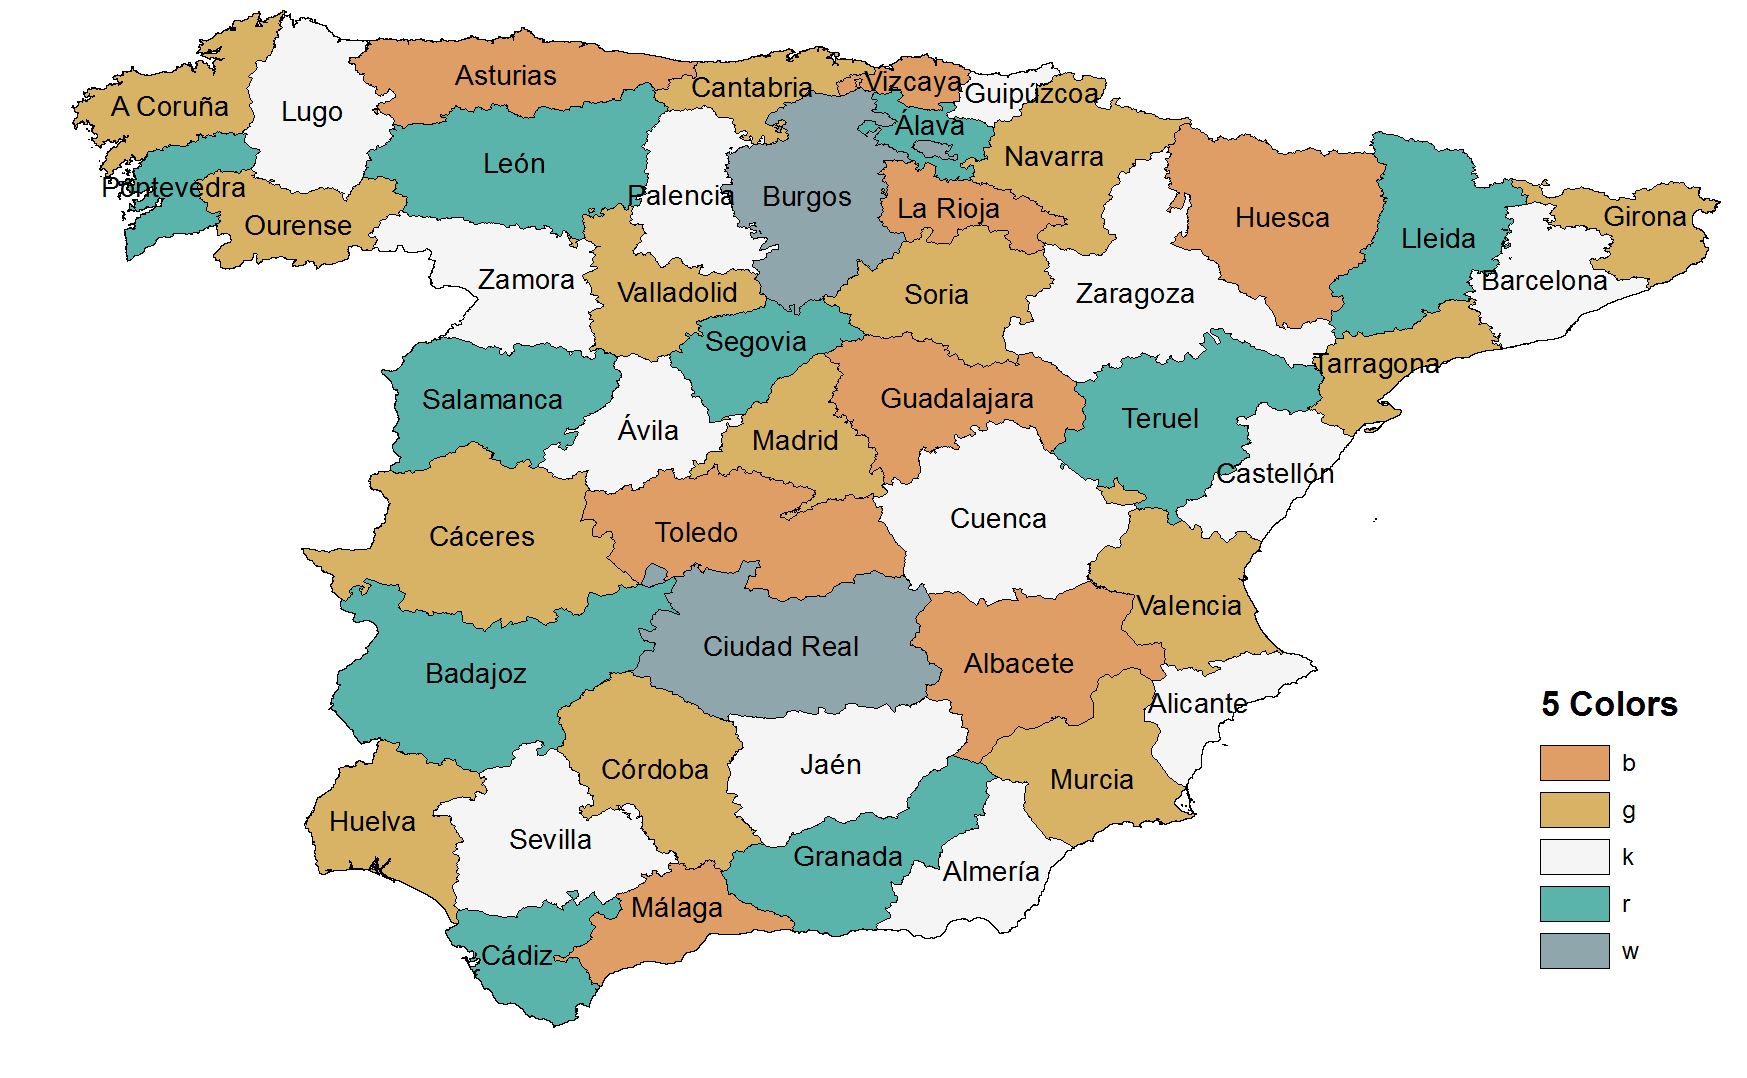 Asturias
Cantabria
Vizcaya
Guipúzcoa
A Coruña
Lugo
Álava
León
Navarra
Pontevedra
Palencia
Burgos
La Rioja
Huesca
Girona
Ourense
Lleida
Zamora
Valladolid
Soria
Zaragoza
Barcelona
Segovia
Tarragona
Salamanca
Guadalajara
Teruel
Ávila
Madrid
Castellón
Cuenca
Toledo
Cáceres
Valencia
Ciudad Real
Albacete
Badajoz
Alicante
5 Colors
b
Jaén
Córdoba
Murcia
g
Huelva
Sevilla
k
Granada
Almería
r
Málaga
Cádiz
w